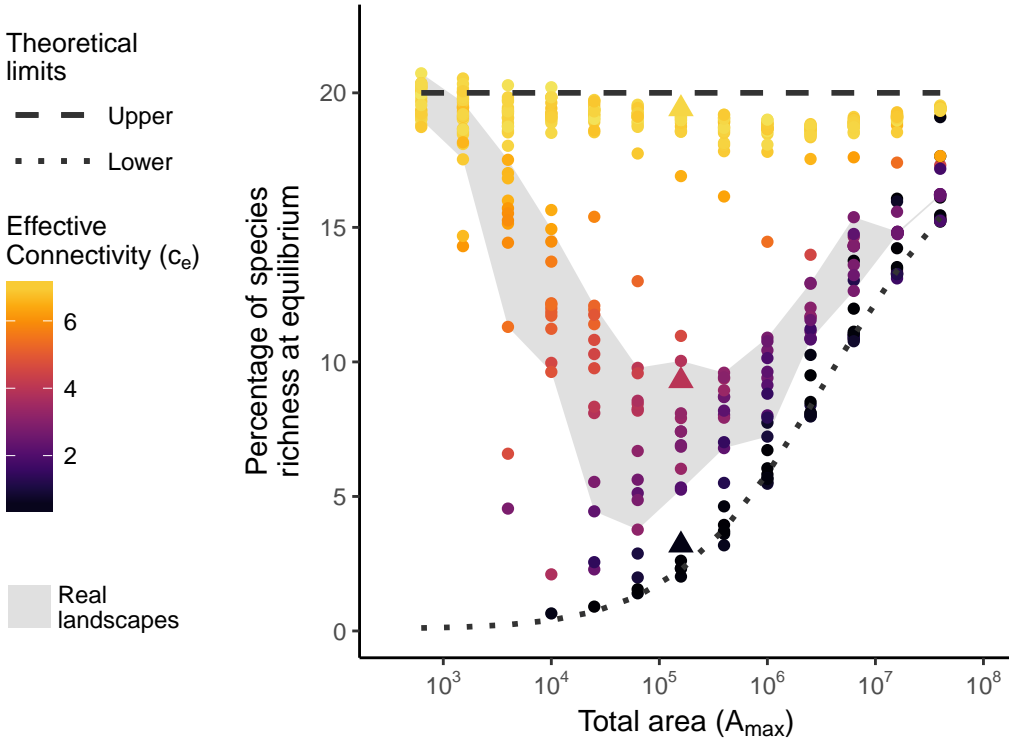 Theoretical
limits
Upper
Lower
Effective
Connectivity (cₑ)
6
4
2
Real
landscapes
Percentage of species
richness at equilibrium
20
15
10
5
0
10³
10⁴
10⁵
10⁶
10⁷
10⁸
Total area (Aₘₐₓ)